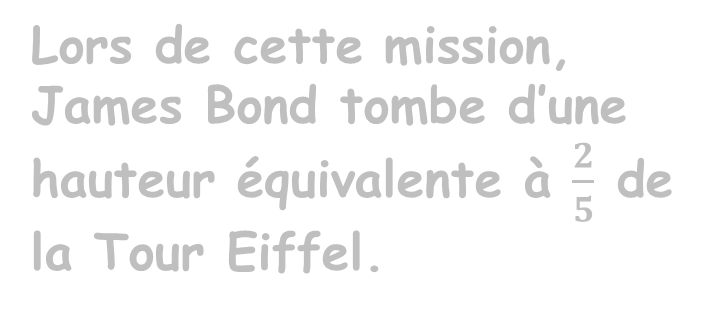 Lors de cette mission,
James Bond tombe d'une
hauteur équivalente à 2/5 de
la Tour Eiffel.